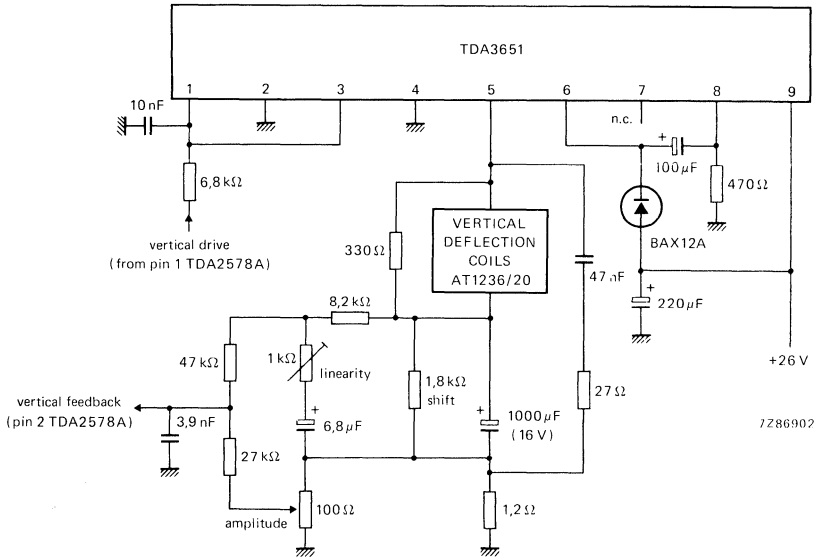 TDA3651
1 2 3 4 5 6 7 8 9
10 nF
n.c.
+
100 μF
6,8 kΩ
470 Ω
vertical drive
(from pin 1 TDA2578A)
VERTICAL
DEFLECTION
COILS
AT1236/20
330 Ω
BAX12A
47 nF
+
220 μF
8,2 kΩ
47 kΩ
1 kΩ
linearity
+26 V
1,8 kΩ
shift
27 Ω
vertical feedback
(pin 2 TDA2578A)
3,9 nF
+
6,8 μF
+
1000 μF
(16 V)
7Z86902
27 kΩ
amplitude
100 Ω
1,2 Ω